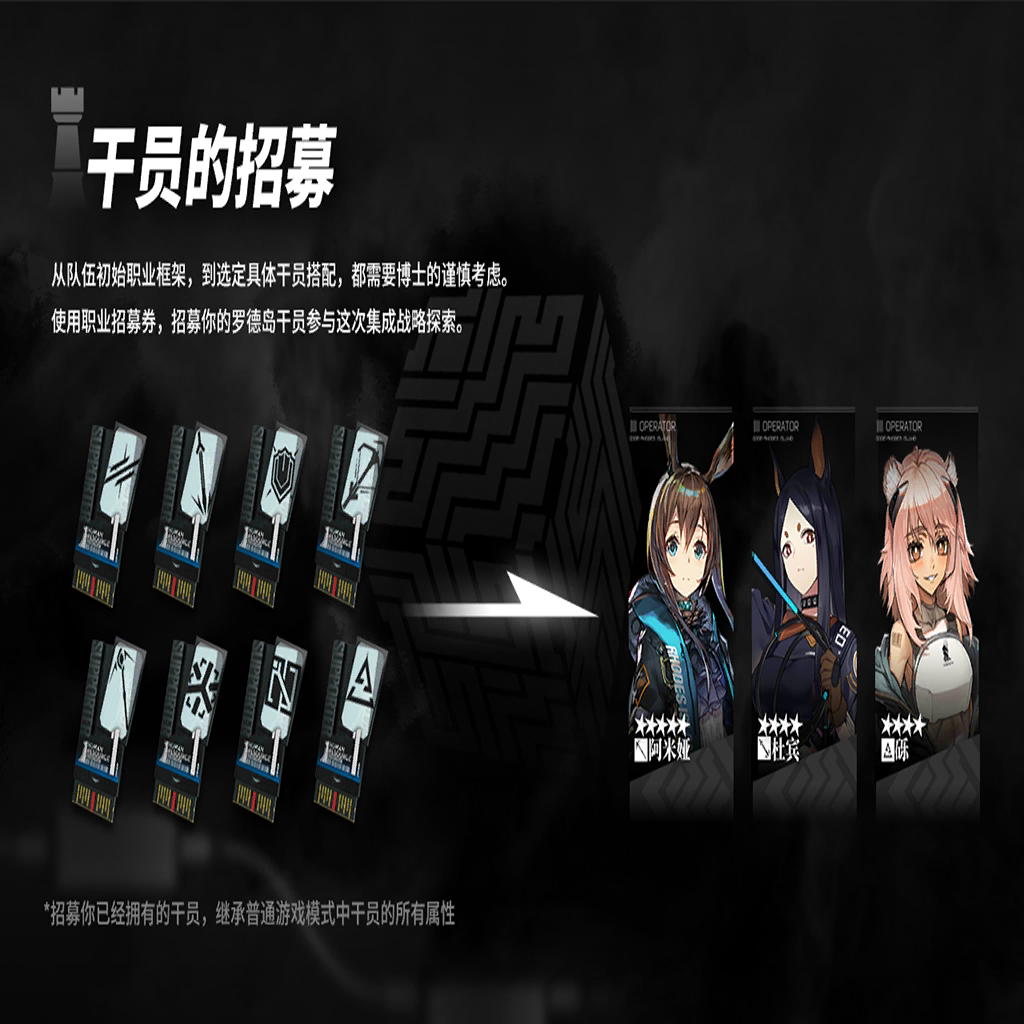 干员的招募
从队伍初始职业框架，到选定具体干员搭配，都需要博士的谨慎考虑。
使用职业招募券，招募你的罗德岛干员参与这次集成战略探索。
OPERATOR
OPERATOR
OPERATOR
RHODES
阿米娅
杜宾
砾
*招募你已经拥有的干员，继承普通游戏模式中干员的所有属性